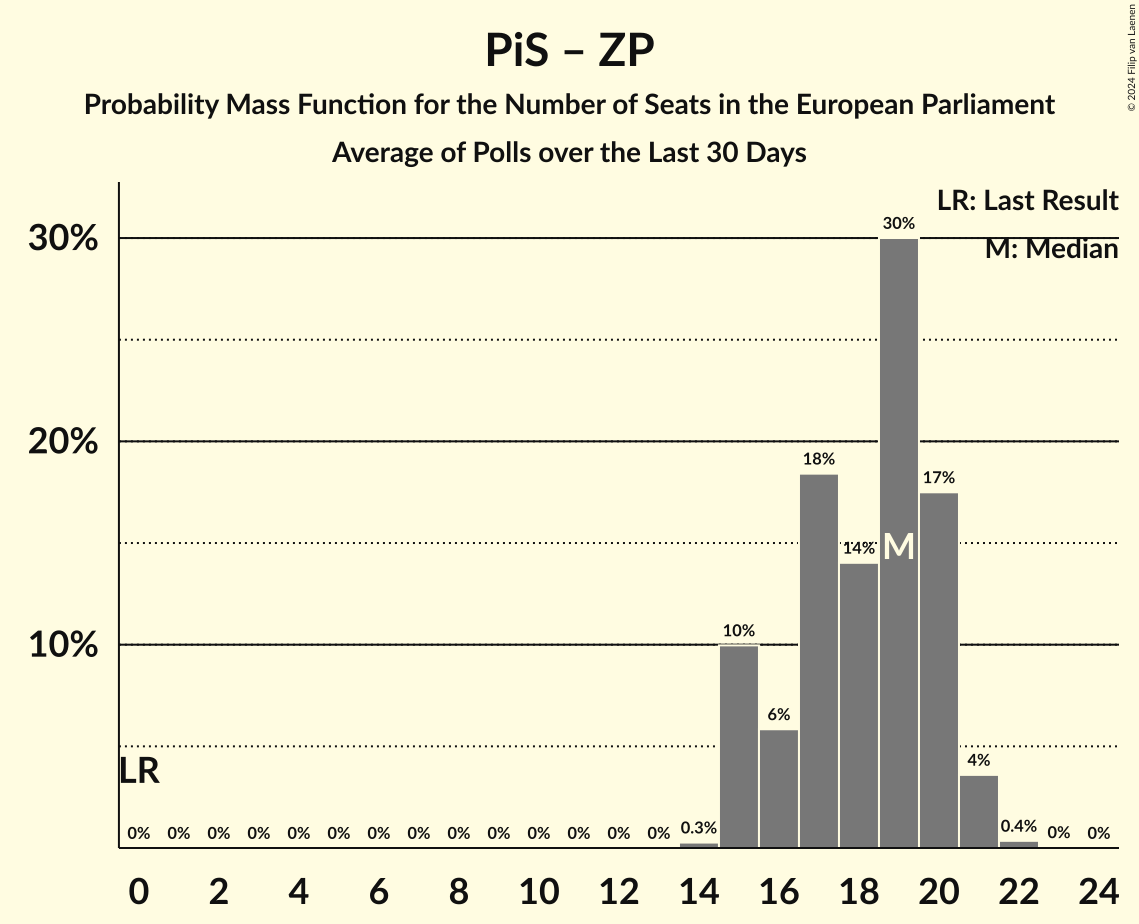 PiS – ZP
Probability Mass Function for the Number of Seats in the European Parliament
Average of Polls over the Last 30 Days
© 2024 Filip van Laenen
LR: Last Result
M: Median
30%
20%
10%
LR
M
0% 0% 0% 0% 0% 0% 0% 0% 0% 0% 0% 0% 0% 0% 0.3% 10% 6% 18% 14% 30% 17% 4% 0.4% 0% 0%
0 2 4 6 8 10 12 14 16 18 20 22 24